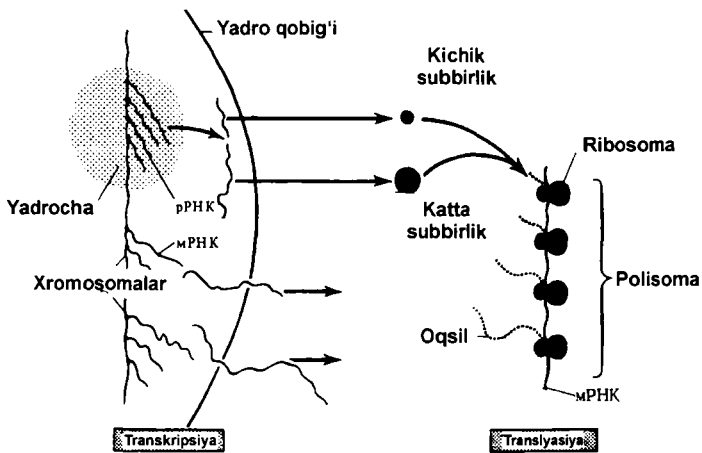 Yadro qobig‘i
Kichik
subbirlik
Ribosoma
Yadrocha
pPHK
Katta
subbirlik
мPHK
Xromosomalar
Polisoma
Oqsil
мPHK
Transkripsiya
Translyasiya